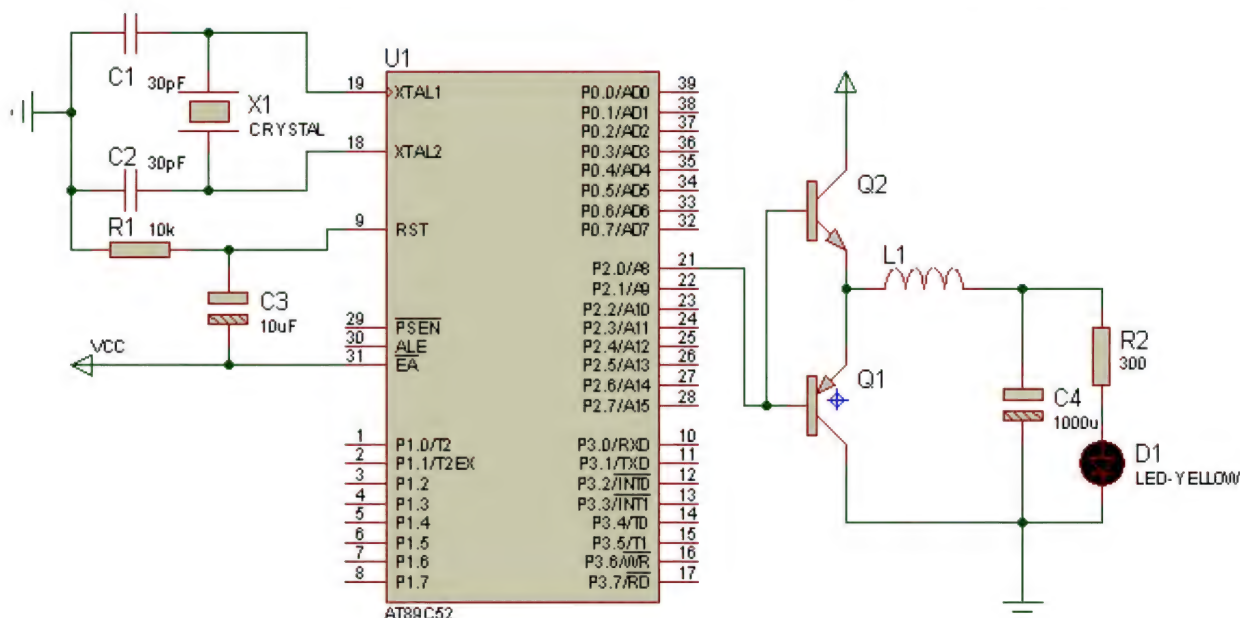 C1
30pF
X1
CRYSTAL
C2
30pF
R1
10k
C3
10uF
VCC
U1
19
XTAL1
18
XTAL2
9
RST
29
PSEN
30
ALE
31
EA
1
P1.0/T2
2
P1.1/T2EX
3
P1.2
4
P1.3
5
P1.4
6
P1.5
7
P1.6
8
P1.7
P0.0/AD0
39
P0.1/AD1
38
P0.2/AD2
37
P0.3/AD3
36
P0.4/AD4
35
P0.5/AD5
34
P0.6/AD6
33
P0.7/AD7
32
P2.0/A8
21
P2.1/A9
22
P2.2/A10
23
P2.3/A11
24
P2.4/A12
25
P2.5/A13
26
P2.6/A14
27
P2.7/A15
28
P3.0/RXD
10
P3.1/TXD
11
P3.2/INT0
12
P3.3/INT1
13
P3.4/T0
14
P3.5/T1
15
P3.6/WR
16
P3.7/RD
17
AT89C52
Q2
L1
Q1
C4
1000u
R2
300
D1
LED-YELLOW